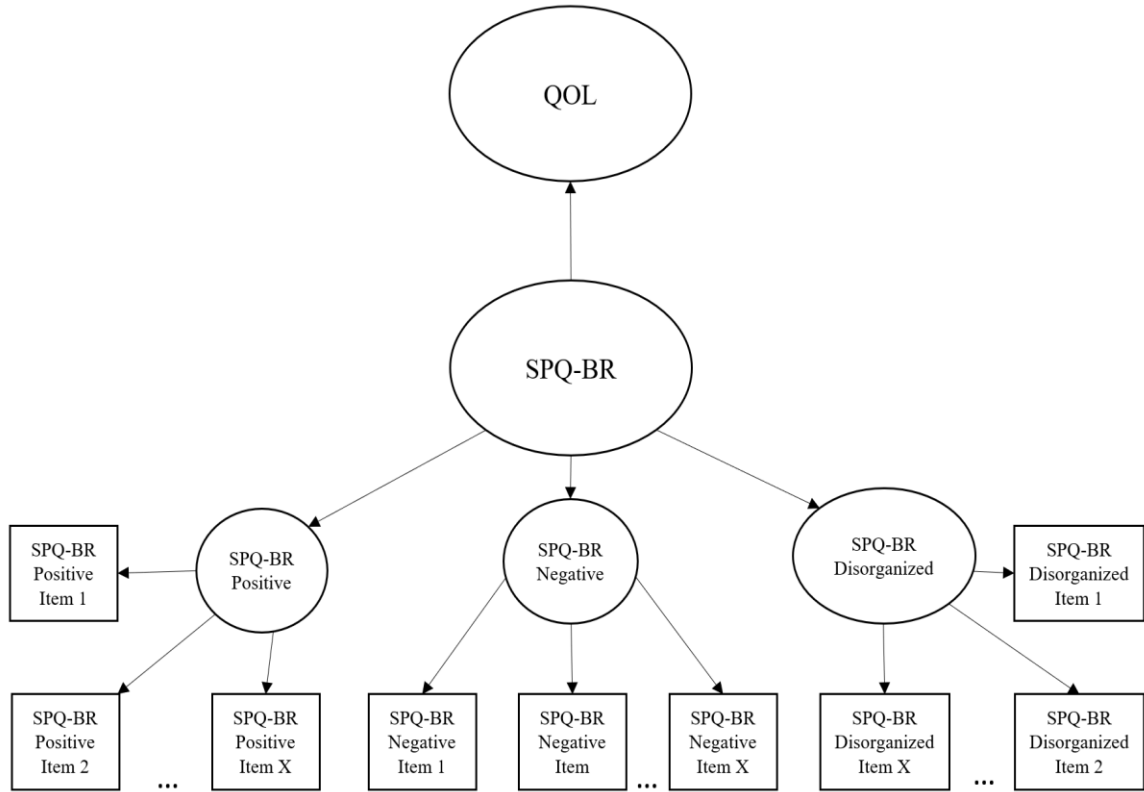 QOL
SPQ-BR
SPQ-BR
Positive
Item 1
SPQ-BR
Positive
SPQ-BR
Negative
SPQ-BR
Disorganized
SPQ-BR
Disorganized
Item 1
SPQ-BR
Positive
Item 2
...
SPQ-BR
Positive
Item X
SPQ-BR
Negative
Item 1
SPQ-BR
Negative
Item
...
SPQ-BR
Negative
Item X
SPQ-BR
Disorganized
Item X
...
SPQ-BR
Disorganized
Item 2